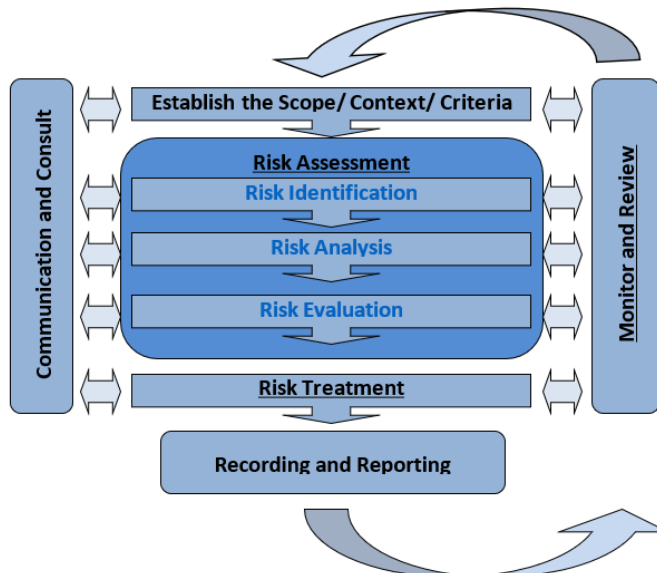 Establish the Scope/ Context/ Criteria
Communication and Consult
Risk Assessment
Risk Identification
Risk Analysis
Risk Evaluation
Monitor and Review
Risk Treatment
Recording and Reporting